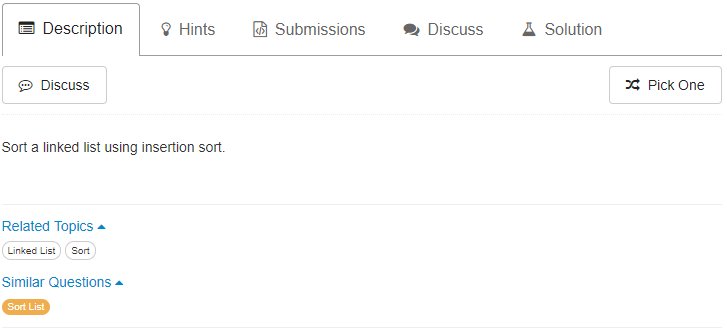 Description Hints Submissions Discuss Solution
Discuss Pick One
Sort a linked list using insertion sort.
Related Topics
Linked List Sort
Similar Questions
Sort List